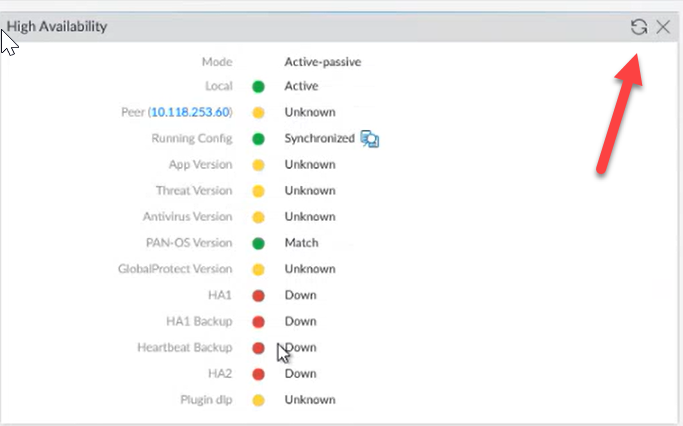 High Availability
Mode Active-passive
Local Active
Peer (10.118.253.60) Unknown
Running Config Synchronized
App Version Unknown
Threat Version Unknown
Antivirus Version Unknown
PAN-OS Version Match
GlobalProtect Version Unknown
HA1 Down
HA1 Backup Down
Heartbeat Backup Down
HA2 Down
Plugin dlp Unknown